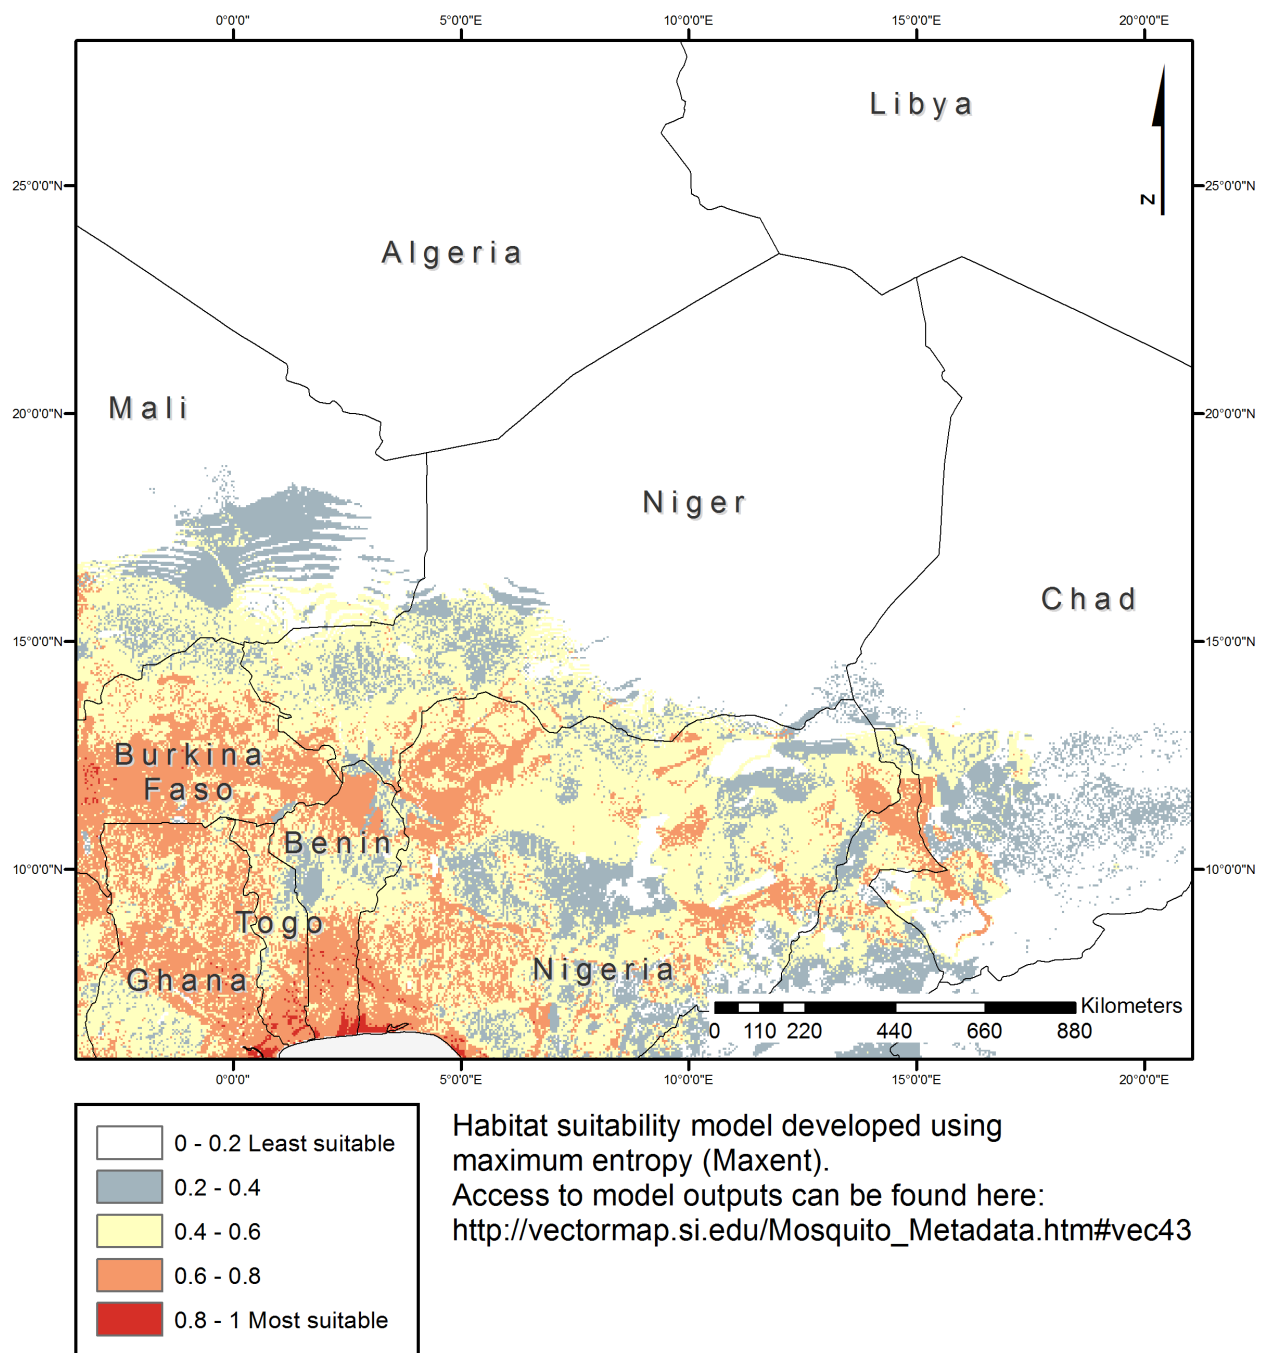 0°0'0"
5°0'0"E
10°0'0"E
15°0'0"E
20°0'0"E
Libya
N
25°0'0"N
25°0'0"N
Algeria
Mali
20°0'0"N
20°0'0"N
Niger
Chad
15°0'0"N
15°0'0"N
Burkina
Faso
Benin
10°0'0"N
10°0'0"N
Togo
Ghana
Nigeria
Kilometers
0 110 220 440 660 880
0°0'0"
5°0'0"E
10°0'0"E
15°0'0"E
20°0'0"E
0 - 0.2 Least suitable
0.2 - 0.4
0.4 - 0.6
0.6 - 0.8
0.8 - 1 Most suitable
Habitat suitability model developed using
maximum entropy (Maxent).
Access to model outputs can be found here:
http://vectormap.si.edu/Mosquito_Metadata.htm#vec43